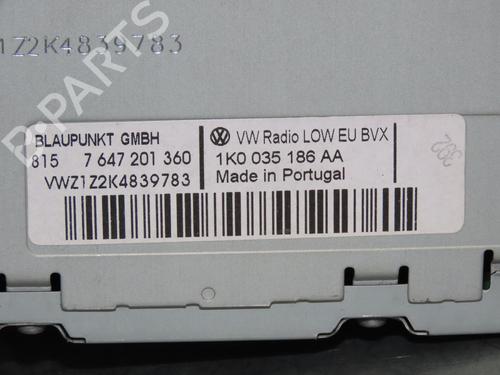 1Z2K4839783
B-PARTS
BLAUPUNKT GMBH
VW Radio LOW EU BVX
815 7 647 201 360
1K0 035 186 AA
VWZ1Z2K4839783
Made in Portugal